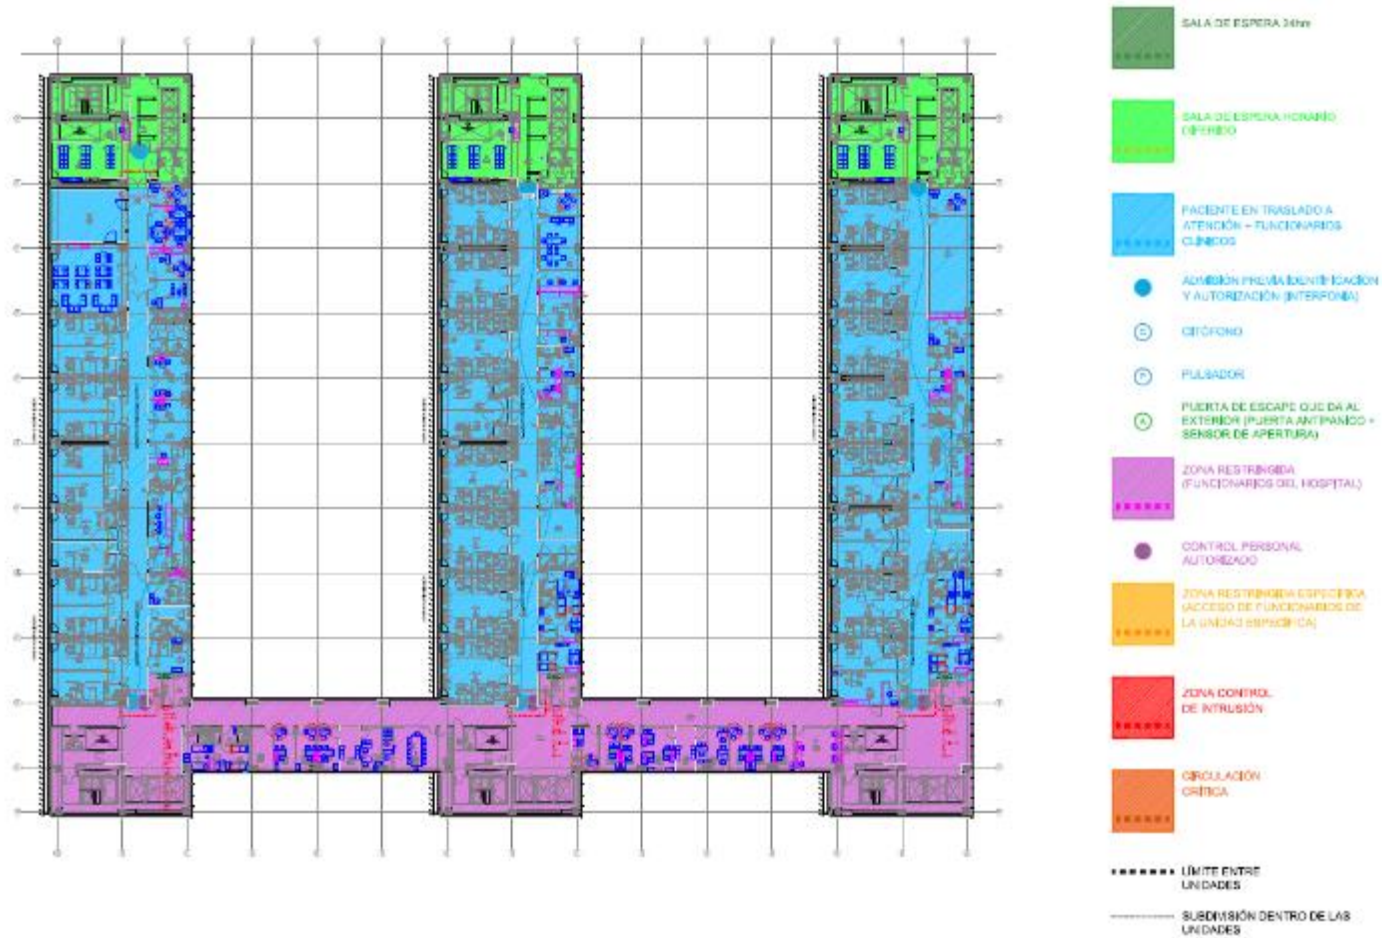 SALA DE ESPERA 24hrs
SALA DE ESPERA HORARIO
DIFERIDO
PACIENTE EN TRASLADO A
ATENCIÓN + FUNCIONARIOS
CLÍNICOS
ADMISIÓN PREVIA IDENTIFICACIÓN
Y AUTORIZACIÓN (INTERFONÍA)
CITÓFONO
PULSADOR
PUERTA DE ESCAPE QUE DA AL
EXTERIOR (PUERTA ANTIPÁNICO +
SENSOR DE APERTURA)
ZONA RESTRINGIDA
(FUNCIONARIOS DEL HOSPITAL)
CONTROL PERSONAL
AUTORIZADO
ZONA RESTRINGIDA ESPECÍFICA
(ACCESO DE FUNCIONARIOS DE
LA UNIDAD ESPECÍFICA)
ZONA CONTROL
DE INTRUSIÓN
CIRCULACIÓN
CRÍTICA
LÍMITE ENTRE
UNIDADES
SUBDIVISIÓN DENTRO DE LAS
UNIDADES